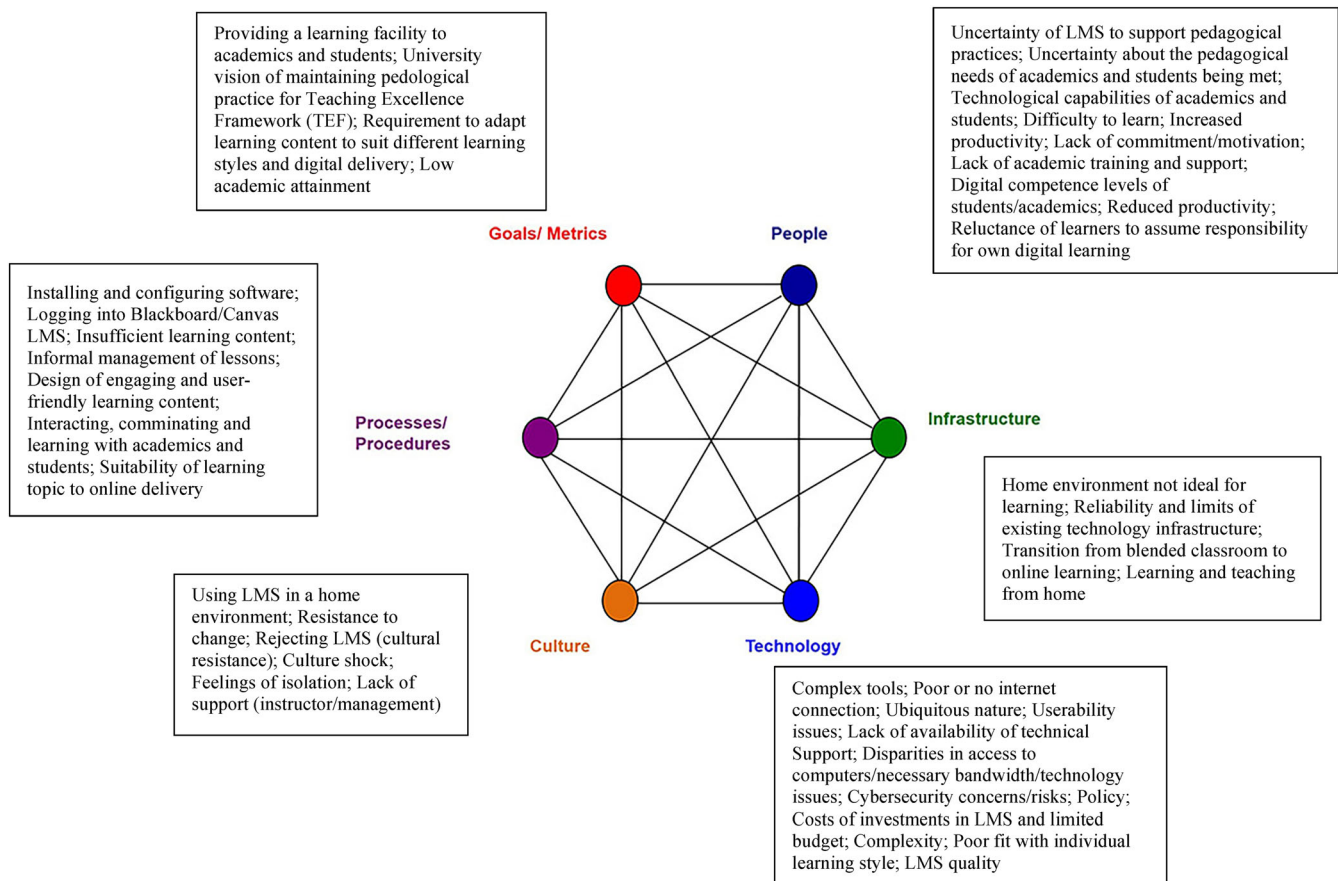 Providing a learning facility to
academics and students; University
vision of maintaining pedological
practice for Teaching Excellence
Framework (TEF); Requirement to adapt
learning content to suit different learning
styles and digital delivery; Low
academic attainment
Uncertainty of LMS to support pedagogical
practices; Uncertainty about the pedagogical
needs of academics and students being met;
Technological capabilities of academics and
students; Difficulty to learn; Increased
productivity; Lack of commitment/motivation;
Lack of academic training and support;
Digital competence levels of
students/academics; Reduced productivity;
Reluctance of learners to assume responsibility
for own digital learning
Goals/ Metrics
People
Installing and configuring software;
Logging into Blackboard/Canvas
LMS; Insufficient learning content;
Informal management of lessons;
Design of engaging and user-
friendly learning content;
Interacting, comminating and
learning with academics and
students; Suitability of learning
topic to online delivery
Processes/
Procedures
Infrastructure
Home environment not ideal for
learning; Reliability and limits of
existing technology infrastructure;
Transition from blended classroom to
online learning; Learning and teaching
from home
Using LMS in a home
environment; Resistance to
change; Rejecting LMS (cultural
resistance); Culture shock;
Feelings of isolation; Lack of
support (instructor/management)
Culture
Technology
Complex tools; Poor or no internet
connection; Ubiquitous nature; Userability
issues; Lack of availability of technical
Support; Disparities in access to
computers/necessary bandwidth/technology
issues; Cybersecurity concerns/risks; Policy;
Costs of investments in LMS and limited
budget; Complexity; Poor fit with individual
learning style; LMS quality